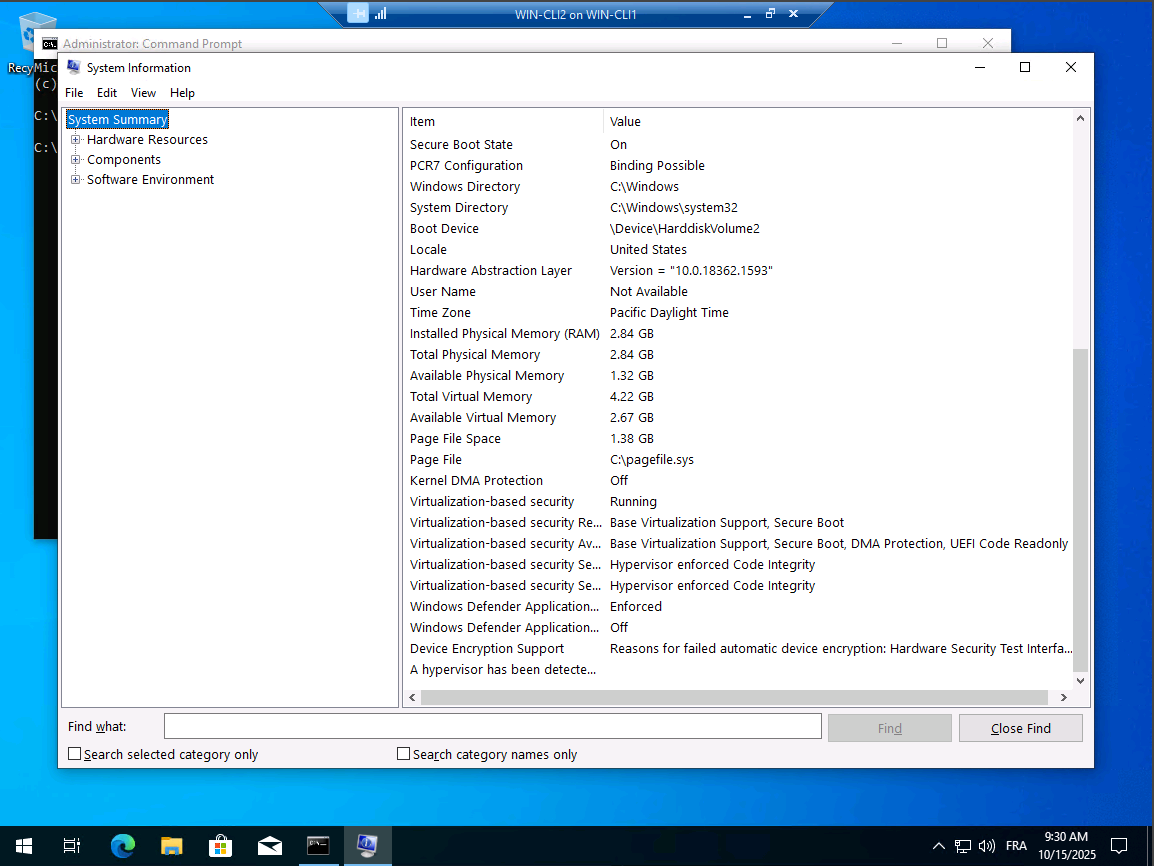 WIN-CLI2 on WIN-CLI1
Administrator: Command Prompt
Recy
Mic
(c)
C:\
C:\
System Information
File Edit View Help
System Summary
Hardware Resources
Components
Software Environment
Item Value
Secure Boot State On
PCR7 Configuration Binding Possible
Windows Directory C:\Windows
System Directory C:\Windows\system32
Boot Device \Device\HarddiskVolume2
Locale United States
Hardware Abstraction Layer Version = "10.0.18362.1593"
User Name Not Available
Time Zone Pacific Daylight Time
Installed Physical Memory (RAM) 2.84 GB
Total Physical Memory 2.84 GB
Available Physical Memory 1.32 GB
Total Virtual Memory 4.22 GB
Available Virtual Memory 2.67 GB
Page File Space 1.38 GB
Page File C:\pagefile.sys
Kernel DMA Protection Off
Virtualization-based security Running
Virtualization-based security Re... Base Virtualization Support, Secure Boot
Virtualization-based security Av... Base Virtualization Support, Secure Boot, DMA Protection, UEFI Code Readonly
Virtualization-based security Se... Hypervisor enforced Code Integrity
Virtualization-based security Se... Hypervisor enforced Code Integrity
Windows Defender Application... Enforced
Windows Defender Application... Off
Device Encryption Support Reasons for failed automatic device encryption: Hardware Security Test Interfa...
A hypervisor has been detecte...
Find what: Find Close Find
Search selected category only Search category names only
FRA
9:30 AM
10/15/2025